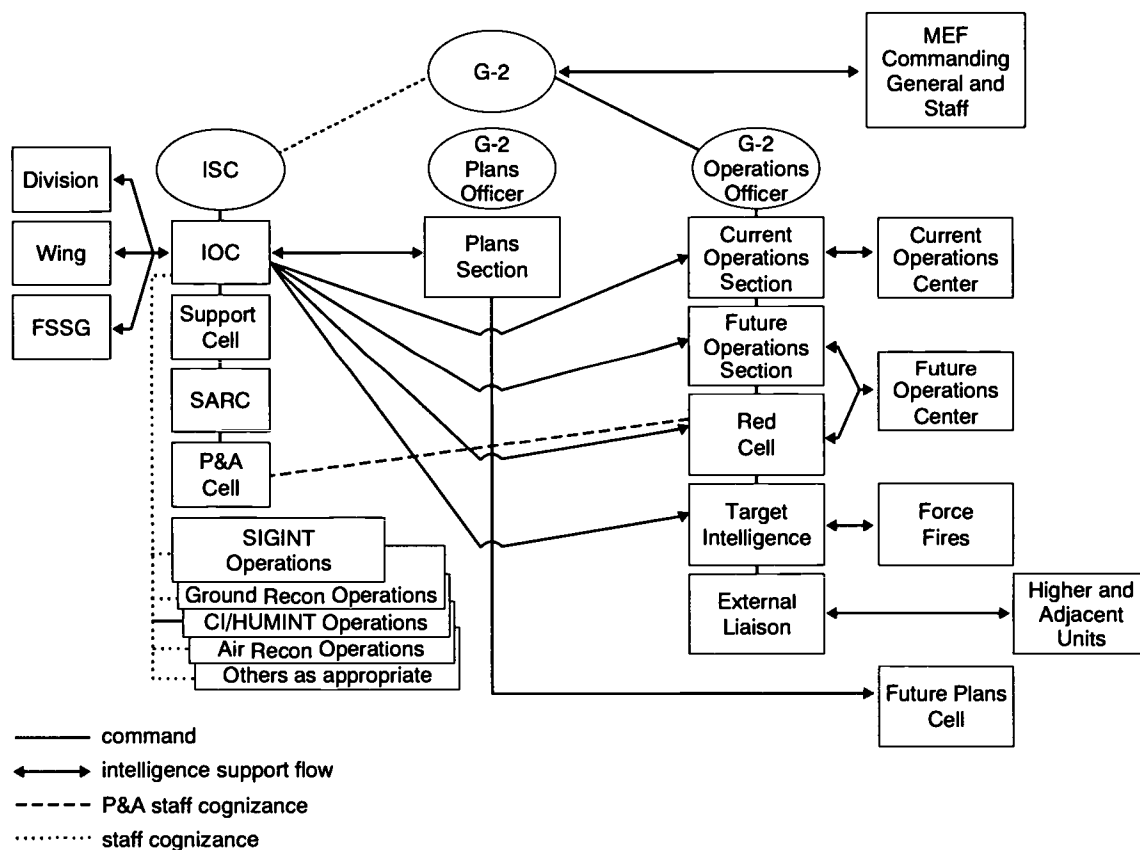 G-2
MEF
Commanding
General and
Staff
ISC
G-2
Plans
Officer
G-2
Operations
Officer
Division
Wing
FSSG
IOC
Plans
Section
Current
Operations
Section
Current
Operations
Center
Support
Cell
Future
Operations
Section
Future
Operations
Center
SARC
Red
Cell
P&A
Cell
Target
Intelligence
Force
Fires
SIGINT
Operations
Ground Recon Operations
CI/HUMINT Operations
Air Recon Operations
Others as appropriate
External
Liaison
Higher and
Adjacent
Units
Future Plans
Cell
command
intelligence support flow
P&A staff cognizance
staff cognizance